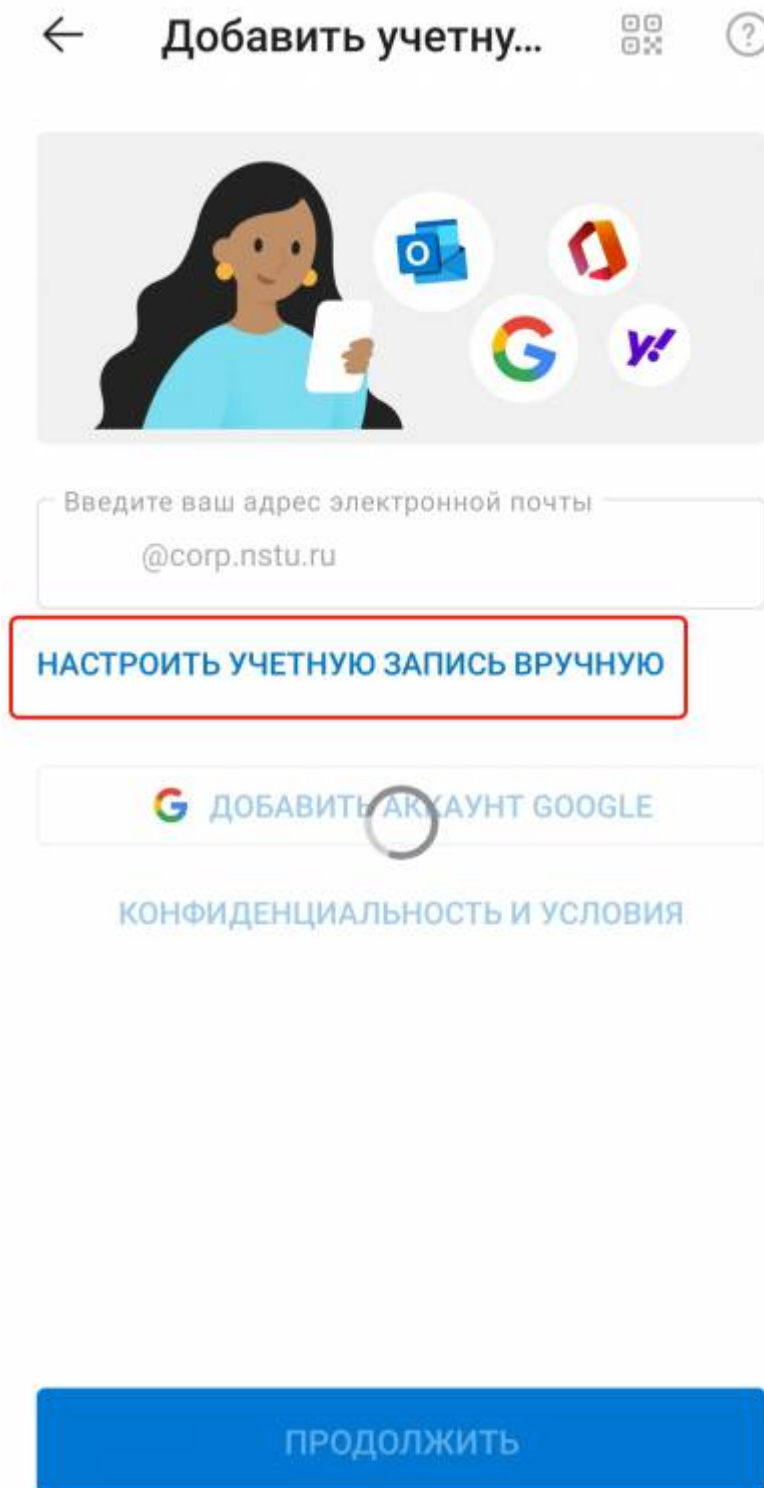 Добавить учетну...
Введите ваш адрес электронной почты
@corp.nstu.ru
НАСТРОИТЬ УЧЕТНУЮ ЗАПИСЬ ВРУЧНУЮ
ДОБАВИТЬ АККАУНТ GOOGLE
КОНФИДЕНЦИАЛЬНОСТЬ И УСЛОВИЯ
ПРОДОЛЖИТЬ